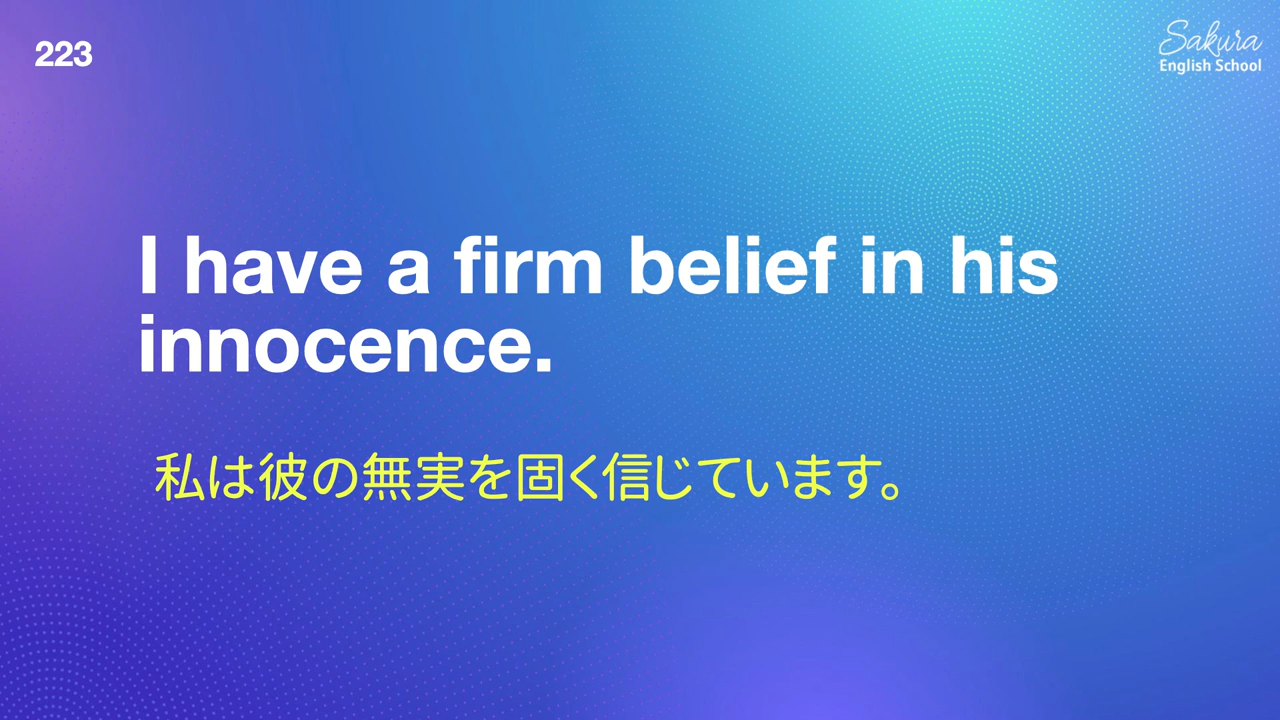 223
Sakura
English School
I have a firm belief in his
innocence.
私は彼の無実を固く信じています。